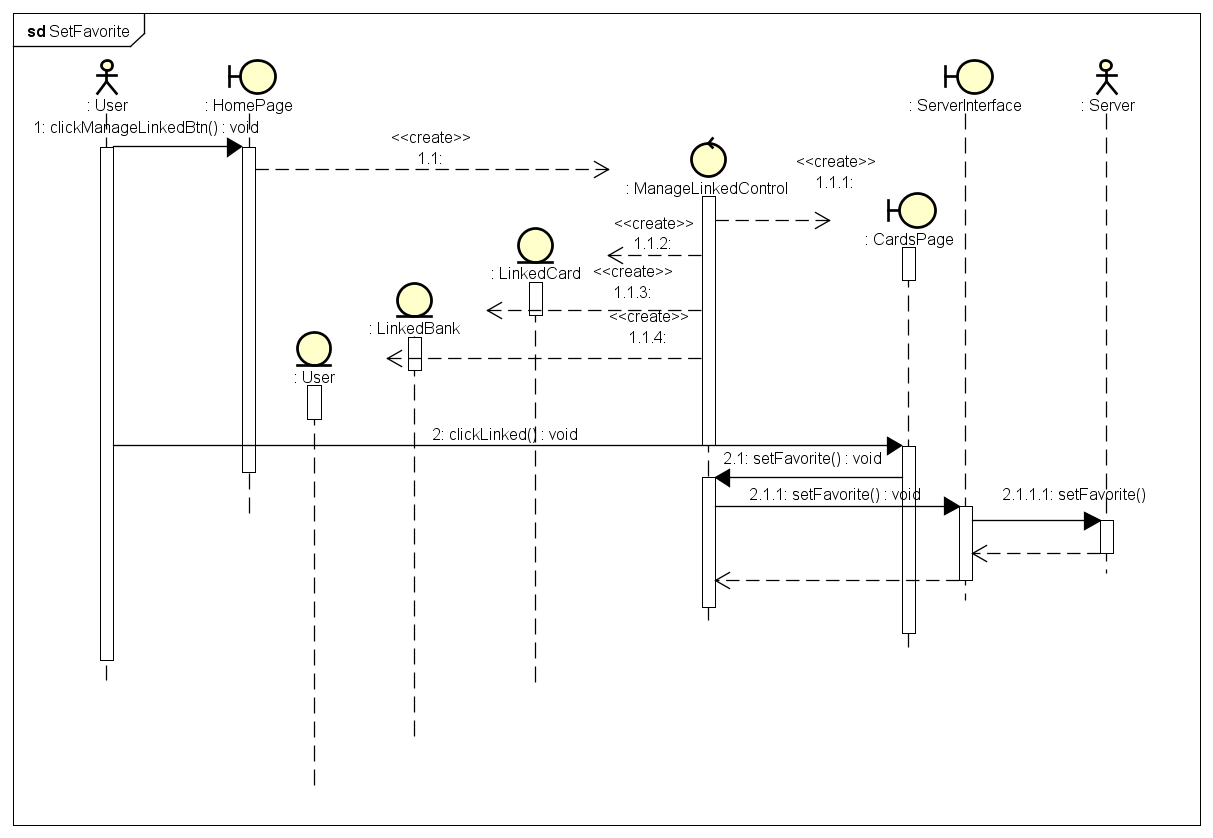 sd SetFavorite
: User
: HomePage
: ServerInterface
: Server
1: clickManageLinkedBtn() : void
<<create>>
1.1:
<<create>>
1.1.1:
: ManageLinkedControl
<<create>>
1.1.2:
: CardsPage
: LinkedCard
<<create>>
1.1.3:
<<create>>
1.1.4:
: LinkedBank
: User
2: clickLinked() : void
2.1: setFavorite() : void
2.1.1: setFavorite() : void
2.1.1.1: setFavorite()